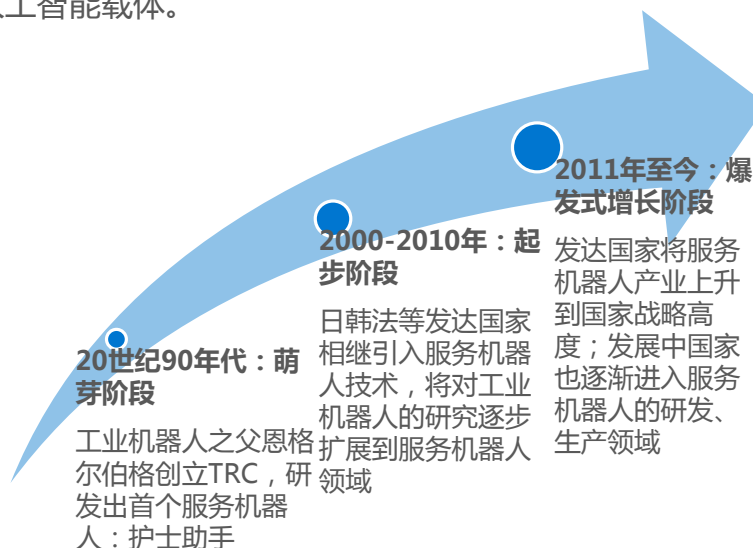 人工智能载体。
20世纪90年代：萌
芽阶段
工业机器人之父恩格
尔伯格创立TRC，研
发出首个服务机器
人：护士助手
2000-2010年：起
步阶段
日韩法等发达国家
相继引入服务机器
人技术，将对工业
机器人的研究逐步
扩展到服务机器人
领域
2011年至今：爆
发式增长阶段
发达国家将服务
机器人产业上升
到国家战略高
度；发展中国家
也逐渐进入服务
机器人的研发、
生产领域